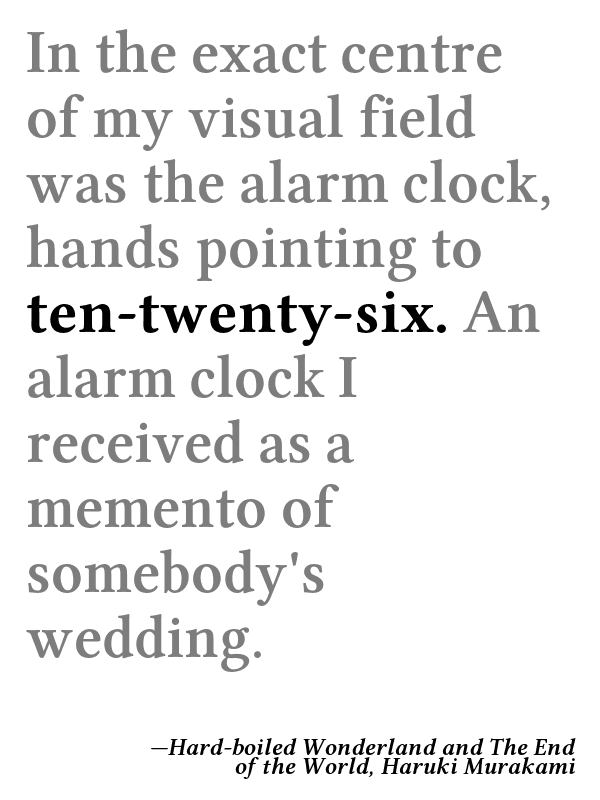 In the exact centre
of my visual field
was the alarm clock,
hands pointing to
ten-twenty-six. An
alarm clock I
received as a
memento of
somebody's
wedding.
—Hard-boiled Wonderland and The End
of the World, Haruki Murakami